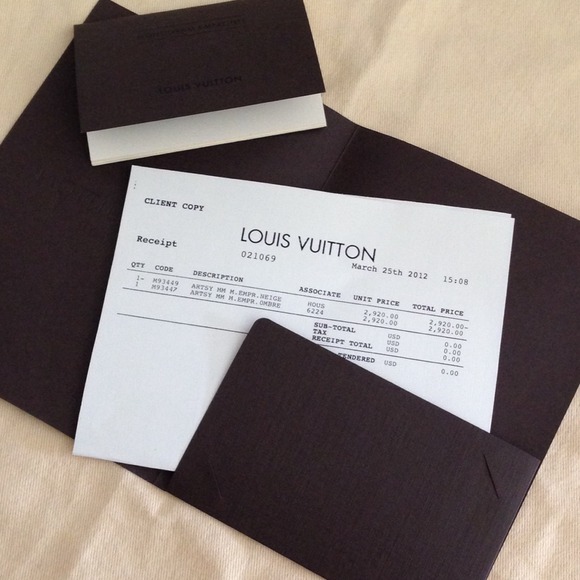 LOUIS VUITTON
CLIENT COPY
LOUIS VUITTON
Receipt 021069 March 25th 2012 15:08
QTY CODE DESCRIPTION ASSOCIATE UNIT PRICE TOTAL PRICE
1- M93449 ARTSY MM M.EMPR.NEIGE HOUS 2,920.00 2,920.00-
1 M93447 ARTSY MM M.EMPR.OMBRE 6224 2,920.00 2,920.00
SUB-TOTAL USD 0.00
TAX USD 0.00
RECEIPT TOTAL USD 0.00
TENDERED USD 0.00